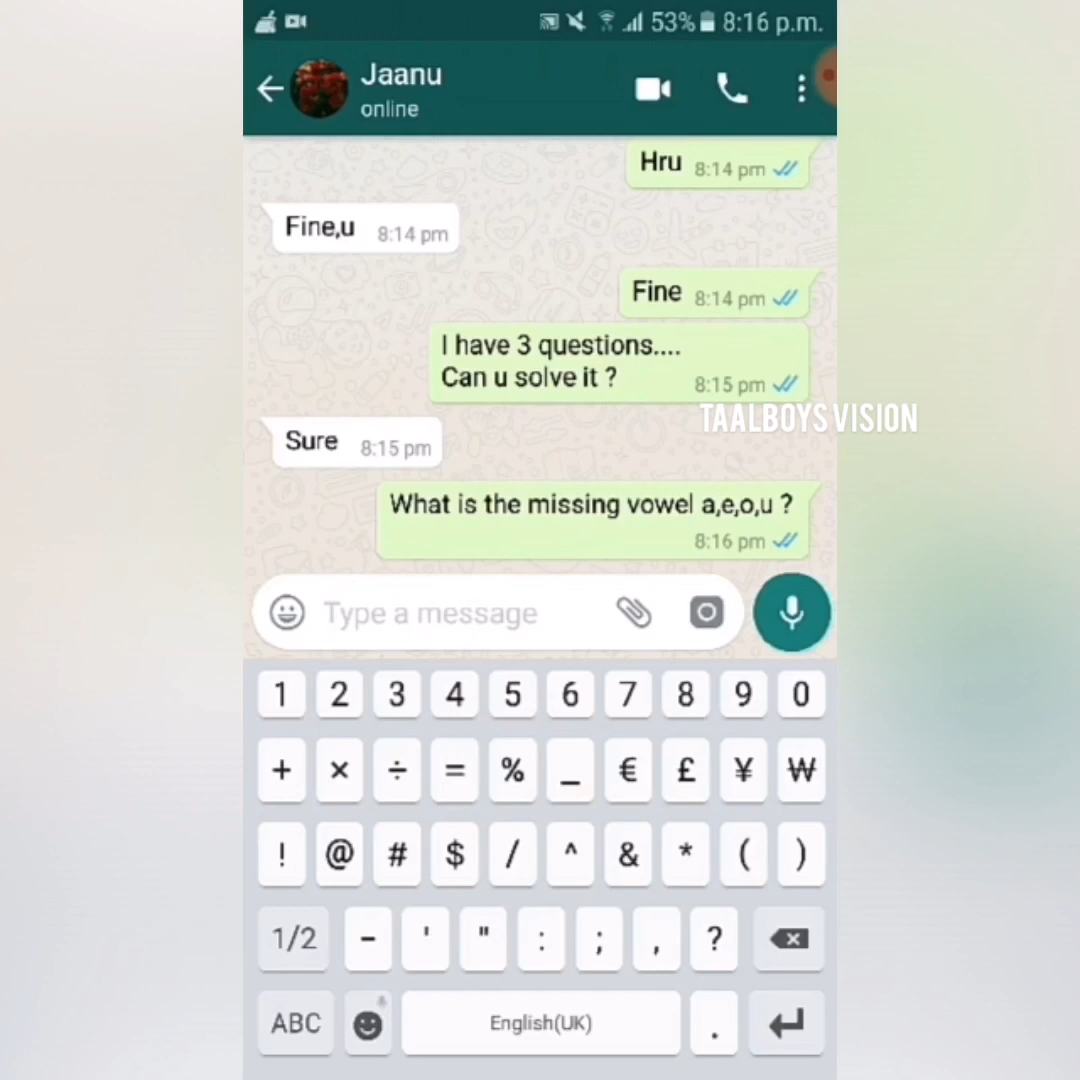 53% 8:16 p.m.
Jaanu
online
Hru 8:14 pm
Fine,u 8:14 pm
Fine 8:14 pm
I have 3 questions....
Can u solve it ? 8:15 pm
TAALBOYS VISION
Sure 8:15 pm
What is the missing vowel a,e,o,u ?
8:16 pm
Type a message
1 2 3 4 5 6 7 8 9 0
+ × ÷ = % _ € £ ¥ ₩
! @ # $ / ^ & * ( )
1/2 - ' " : ; , ?
ABC English(UK) .